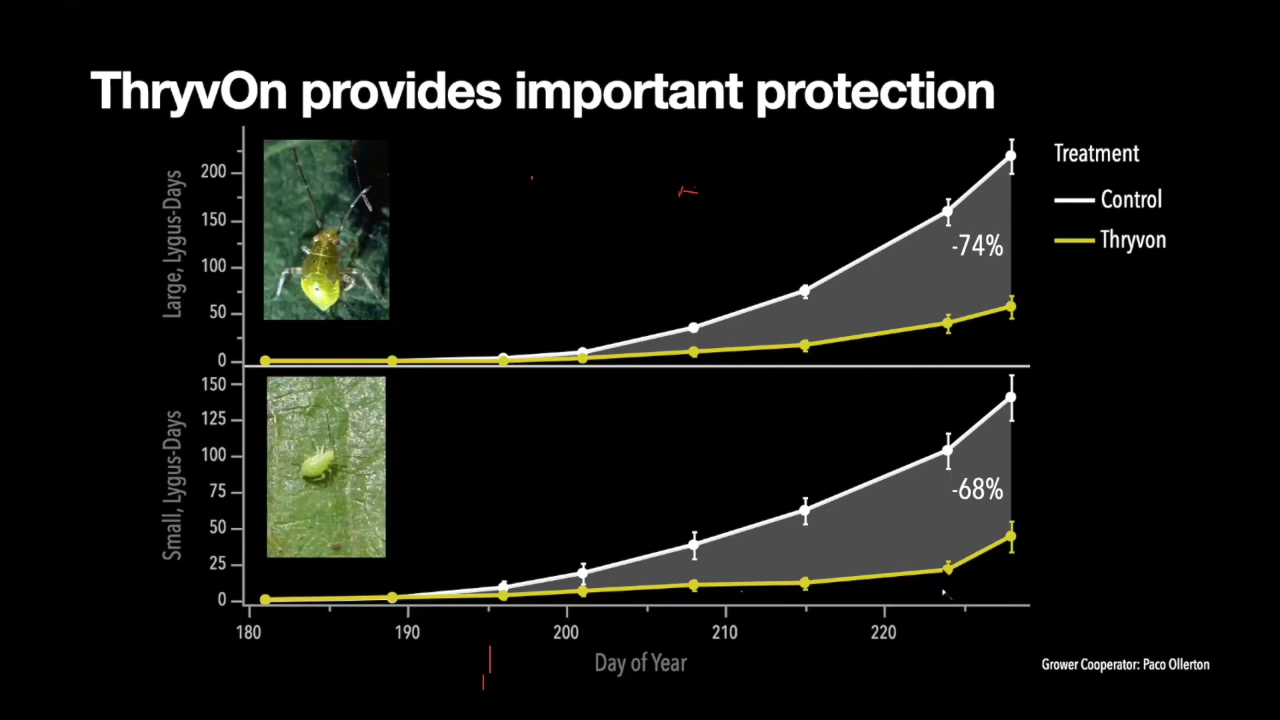 ThryvOn provides important protection
Large, Lygus-Days
200
150
100
50
0
-74%
Treatment
Control
Thryvon
Small, Lygus-Days
150
125
100
75
50
25
0
-68%
180
190
200
210
220
Day of Year
Grower Cooperator: Paco Ollerton